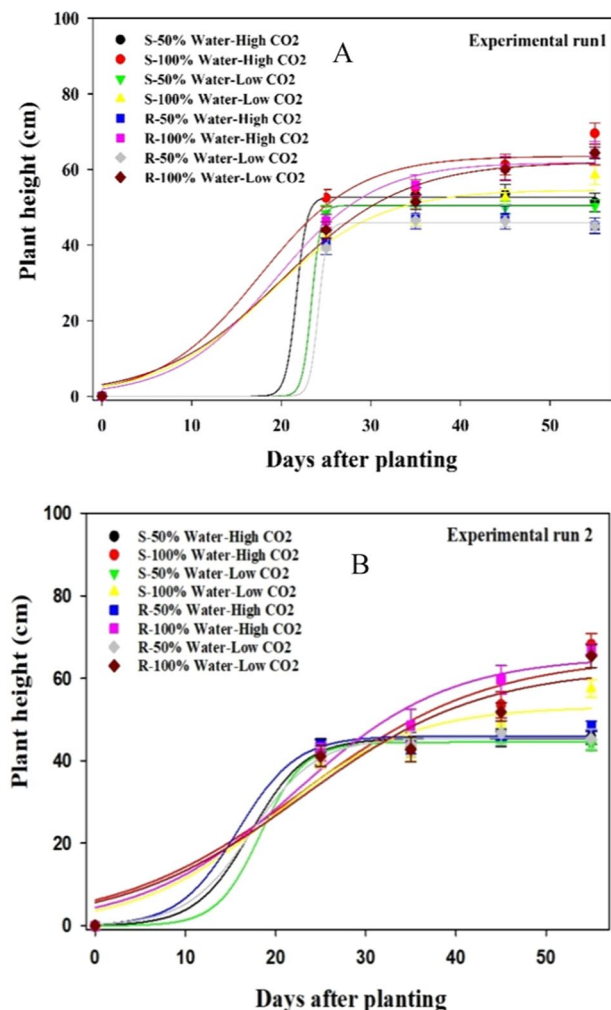 100
80
60
40
20
0
Plant height (cm)
A
Experimental run1
S-50% Water-High CO2
S-100% Water-High CO2
S-50% Water-Low CO2
S-100% Water-Low CO2
R-50% Water-High CO2
R-100% Water-High CO2
R-50% Water-Low CO2
R-100% Water-Low CO2
0 10 20 30 40 50
Days after planting
100
80
60
40
20
0
Plant height (cm)
B
Experimental run 2
S-50% Water-High CO2
S-100% Water-High CO2
S-50% Water-Low CO2
S-100% Water-Low CO2
R-50% Water-High CO2
R-100% Water-High CO2
R-50% Water-Low CO2
R-100% Water-Low CO2
0 10 20 30 40 50
Days after planting